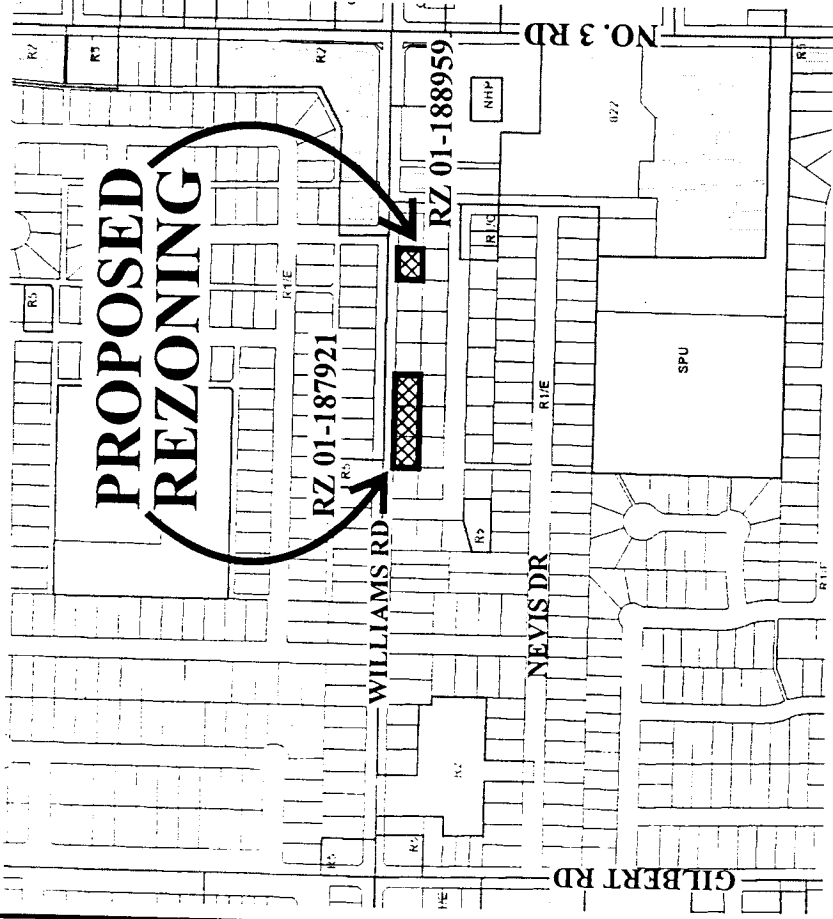 PROPOSED
REZONING
RZ 01-187921
RZ 01-188959
WILLIAMS RD
NEVIS DR
GILBERT RD
NO. 3 RD
R2
R2
R5
R1/E
R5
R5
NHP
R1/C
R1/E
SPU
R5